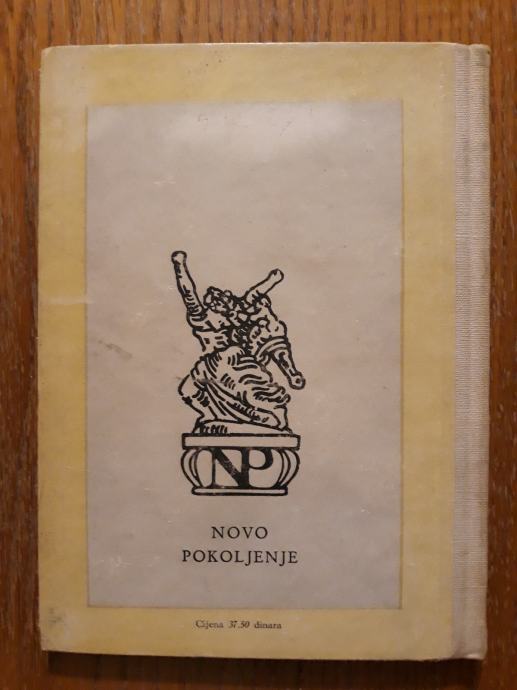 NP
NOVO
POKOLJENJE
Cijena 37.50 dinara